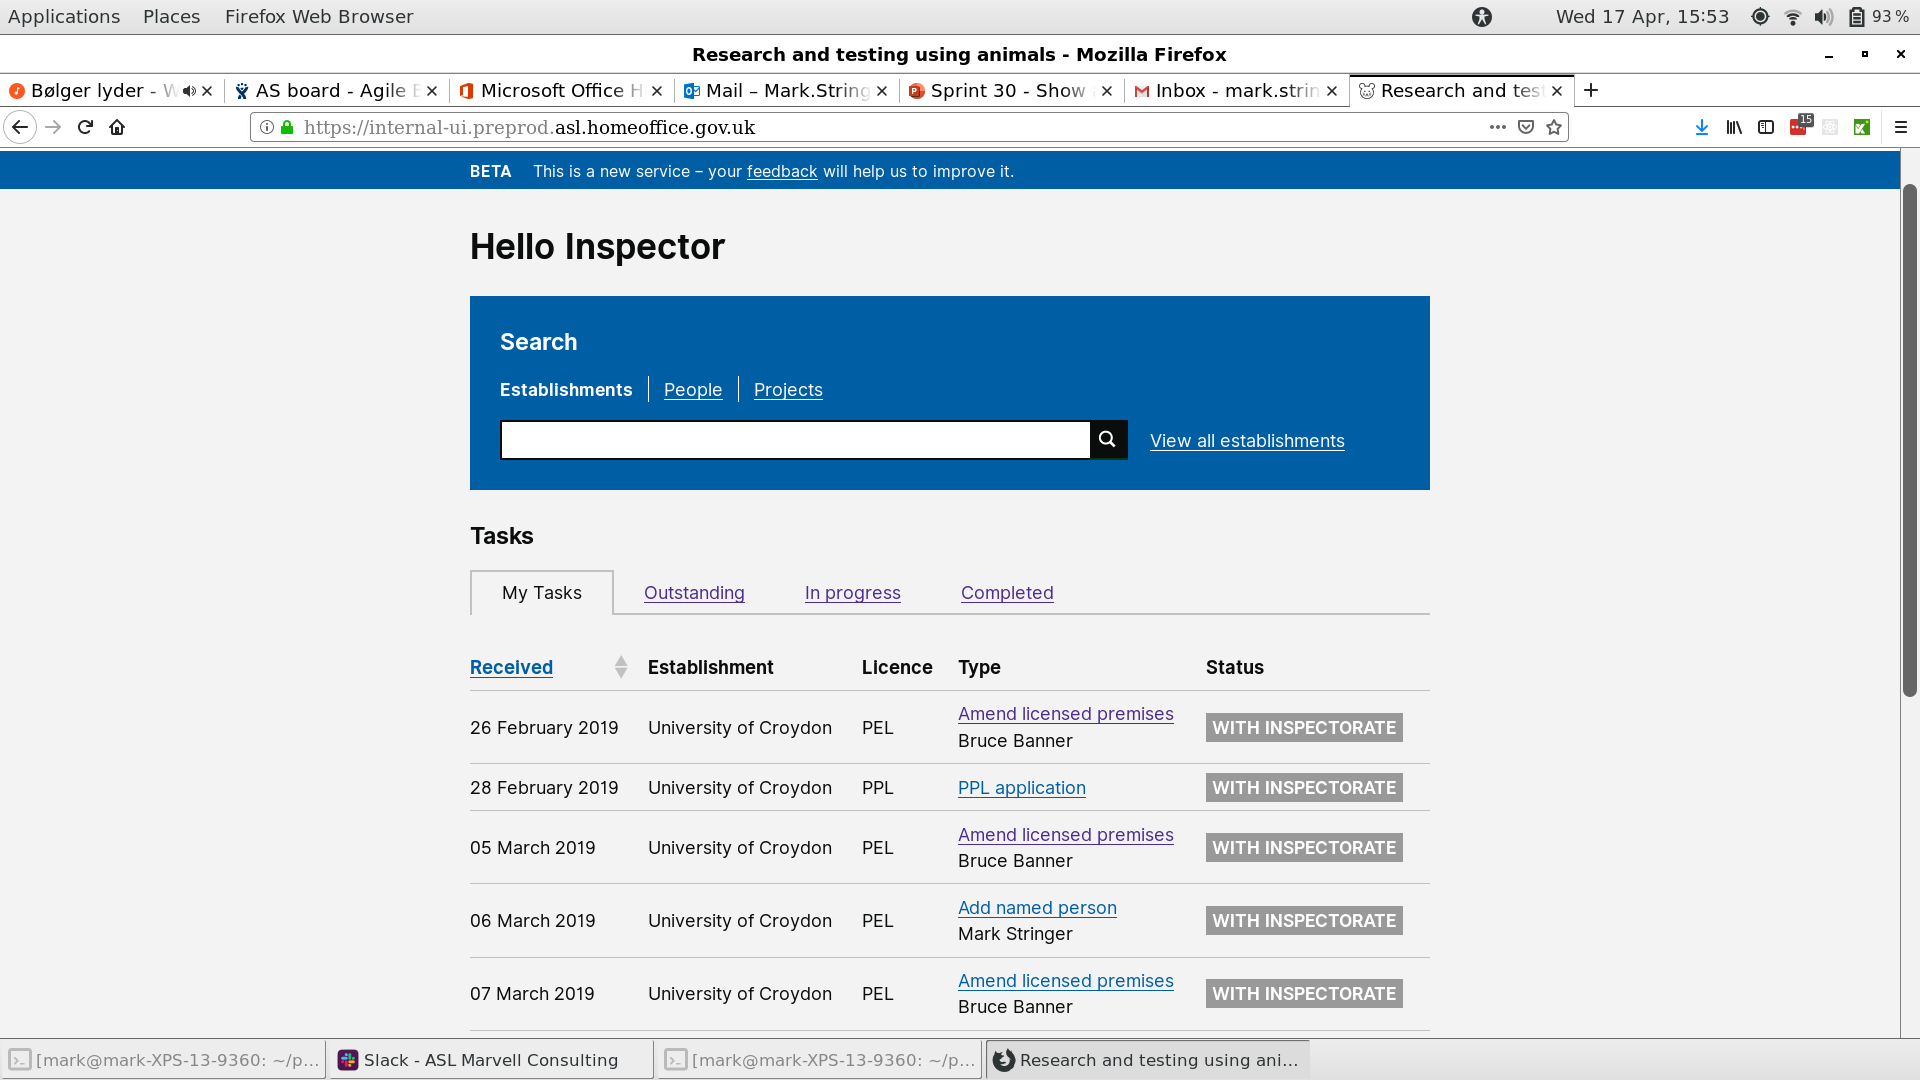 Applications Places Firefox Web Browser Wed 17 Apr, 15:53 93 %
Research and testing using animals - Mozilla Firefox
Bølger lyder - W AS board - Agile Microsoft Office H Mail – Mark.String Sprint 30 - Show Inbox - mark.strin Research and tes
https://internal-ui.preprod.asl.homeoffice.gov.uk 15
BETA This is a new service – your feedback will help us to improve it.
Hello Inspector
Search
Establishments People Projects
View all establishments
Tasks
My Tasks Outstanding In progress Completed
Received Establishment Licence Type Status
26 February 2019 University of Croydon PEL Amend licensed premises WITH INSPECTORATE
Bruce Banner
28 February 2019 University of Croydon PPL PPL application WITH INSPECTORATE
05 March 2019 University of Croydon PEL Amend licensed premises WITH INSPECTORATE
Bruce Banner
06 March 2019 University of Croydon PEL Add named person WITH INSPECTORATE
Mark Stringer
07 March 2019 University of Croydon PEL Amend licensed premises WITH INSPECTORATE
Bruce Banner
[mark@mark-XPS-13-9360: ~/p... Slack - ASL Marvell Consulting [mark@mark-XPS-13-9360: ~/p... Research and testing using ani...